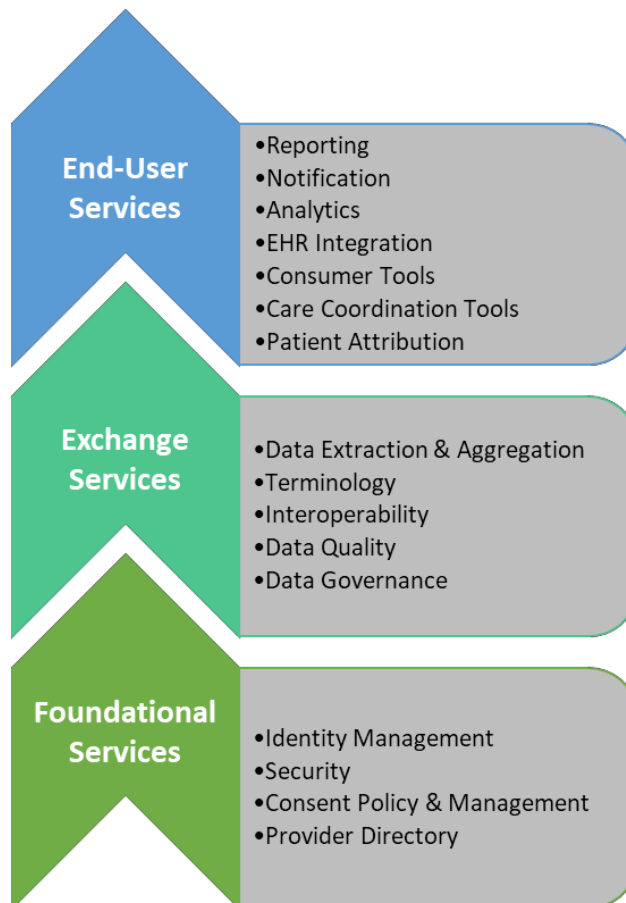 End-User
Services
•Reporting
•Notification
•Analytics
•EHR Integration
•Consumer Tools
•Care Coordination Tools
•Patient Attribution
Exchange
Services
•Data Extraction & Aggregation
•Terminology
•Interoperability
•Data Quality
•Data Governance
Foundational
Services
•Identity Management
•Security
•Consent Policy & Management
•Provider Directory